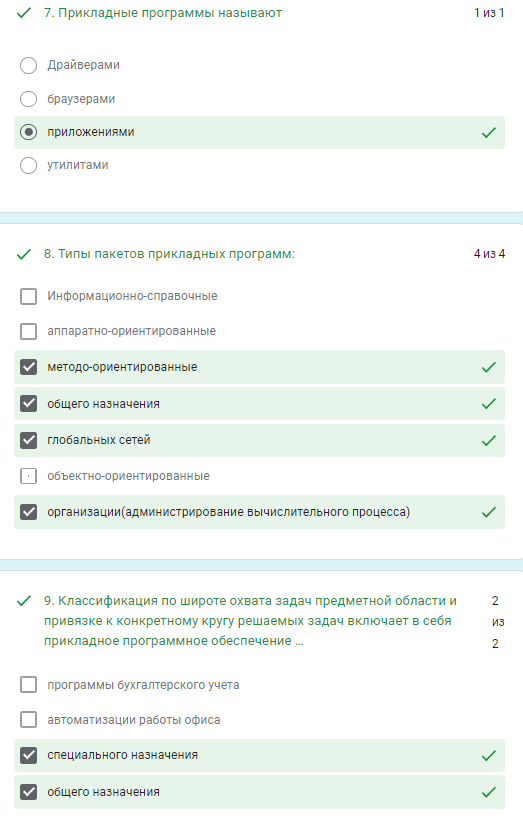 7. Прикладные программы называют
1 из 1
Драйверами
браузерами
приложениями
утилитами
8. Типы пакетов прикладных программ:
4 из 4
Информационно-справочные
аппаратно-ориентированные
методо-ориентированные
общего назначения
глобальных сетей
объектно-ориентированные
организации(администрирование вычислительного процесса)
9. Классификация по широте охвата задач предметной области и
привязке к конкретному кругу решаемых задач включает в себя
прикладное программное обеспечение ...
2
из
2
программы бухгалтерского учета
автоматизации работы офиса
специального назначения
общего назначения